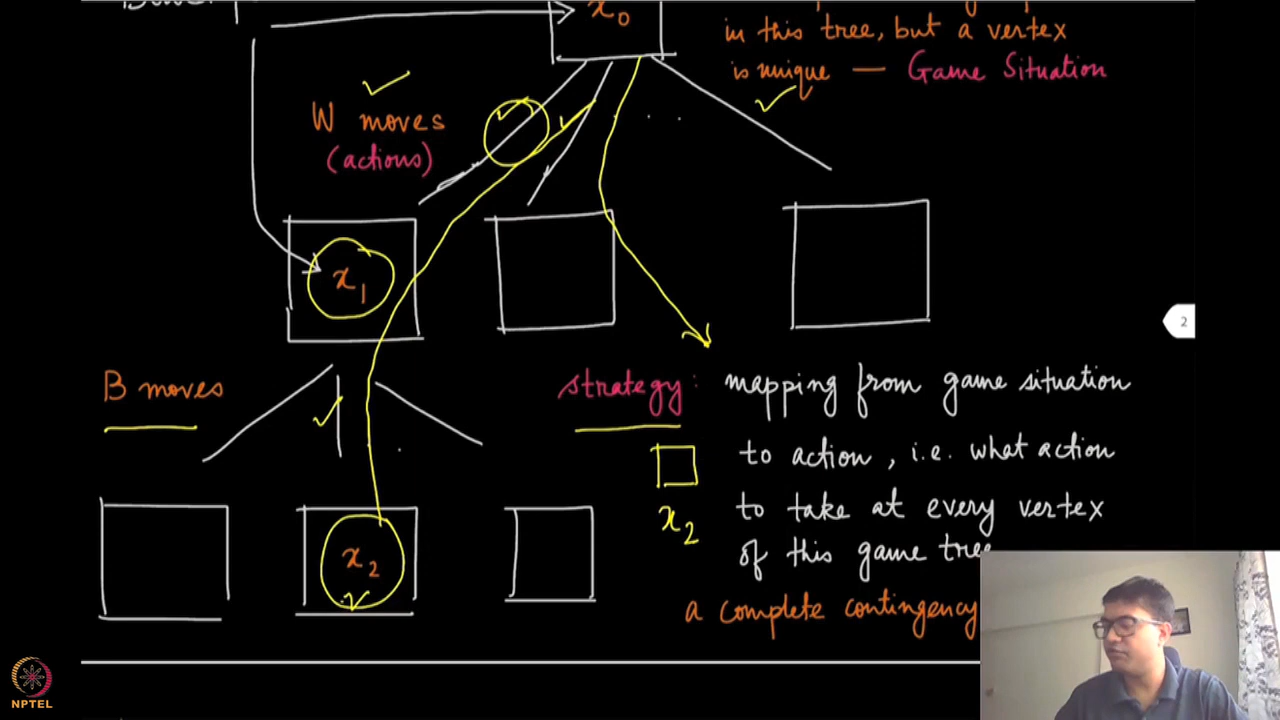 x₀
in this tree, but a vertex
is unique — Game Situation
W moves
(actions)
x₁
2
B moves
strategy: mapping from game situation
to action, i.e. what action
x₂ to take at every vertex
of this game tree
x₂
a complete contingency
NPTEL